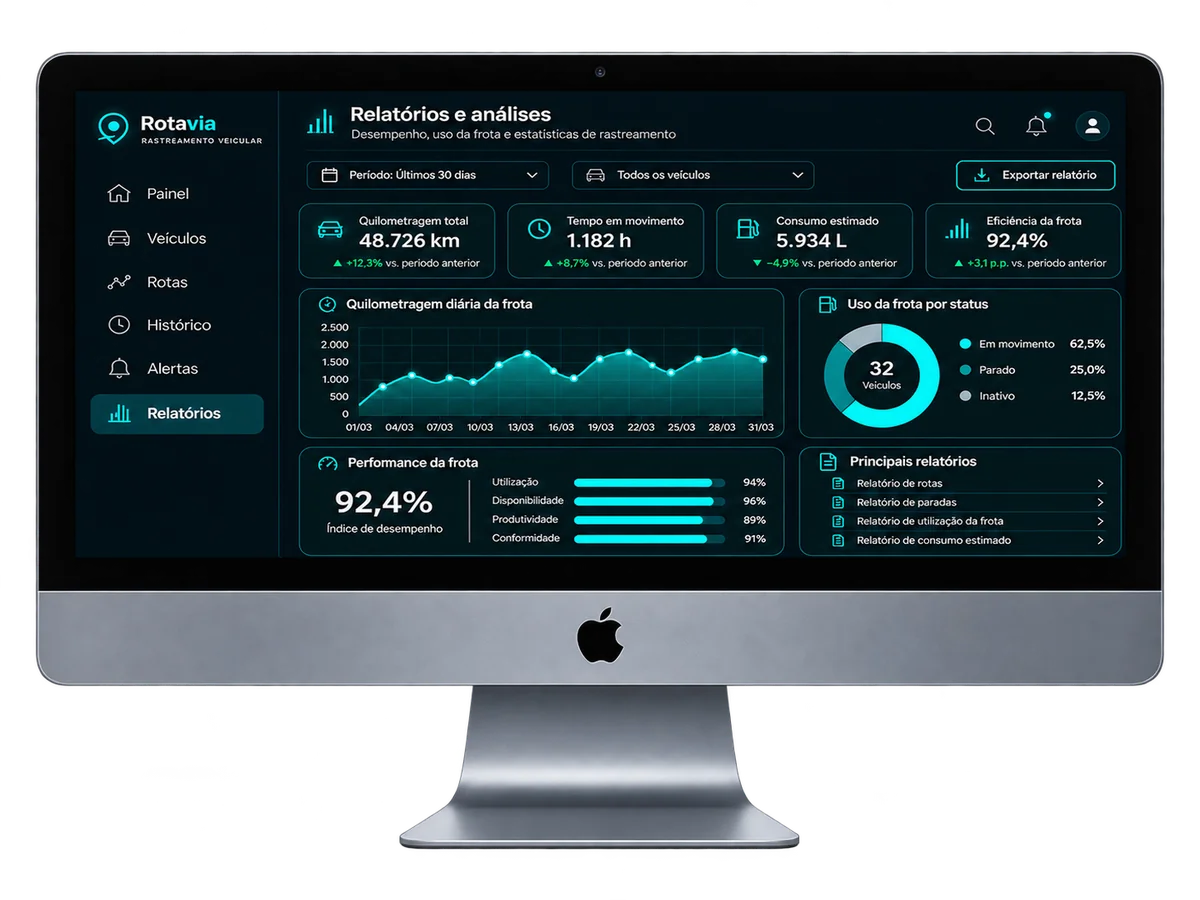 Rotavia
RASTREAMENTO VEICULAR
Painel
Veículos
Rotas
Histórico
Alertas
Relatórios
Relatórios e análises
Desempenho, uso da frota e estatisticas de rastreamento
Período: Últimos 30 dias
Todos os veículos
Exportar relatório
Quilometragem total
48.726 km
▲ +12,3% vs. periodo anterior
Tempo em movimento
1.182 h
▲ +8,7% vs. periodo anterior
Consumo estimado
5.934 L
▼ −4,9% vs. periodo anterior
Eficiência da frota
92,4%
▲ +3,1 p.p. vs. periodo anterior
Quilometragem diária da frota
2.500
2.000
1.500
1.000
500
0
01/03 04/03 07/03 10/03 13/03 16/03 19/03 22/03 25/03 28/03 31/03
Uso da frota por status
32
Veiculos
Em movimento 62,5%
Parado 25,0%
Inativo 12,5%
Performance da frota
92,4%
Índice de desempenho
Utilização 94%
Disponibilidade 96%
Produtividade 89%
Conformidade 91%
Principais relatórios
Relatório de rotas
Relatório de paradas
Relatório de utilização da frota
Relatório de consumo estimado